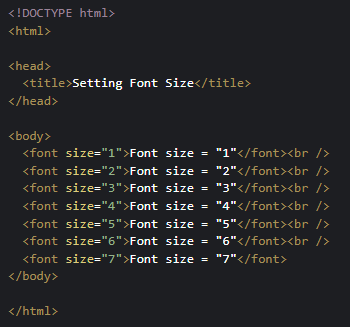 <!DOCTYPE html>
<html>
<head>
<title>Setting Font Size</title>
</head>
<body>
<font size="1">Font size = "1"</font><br />
<font size="2">Font size = "2"</font><br />
<font size="3">Font size = "3"</font><br />
<font size="4">Font size = "4"</font><br />
<font size="5">Font size = "5"</font><br />
<font size="6">Font size = "6"</font><br />
<font size="7">Font size = "7"</font>
</body>
</html>